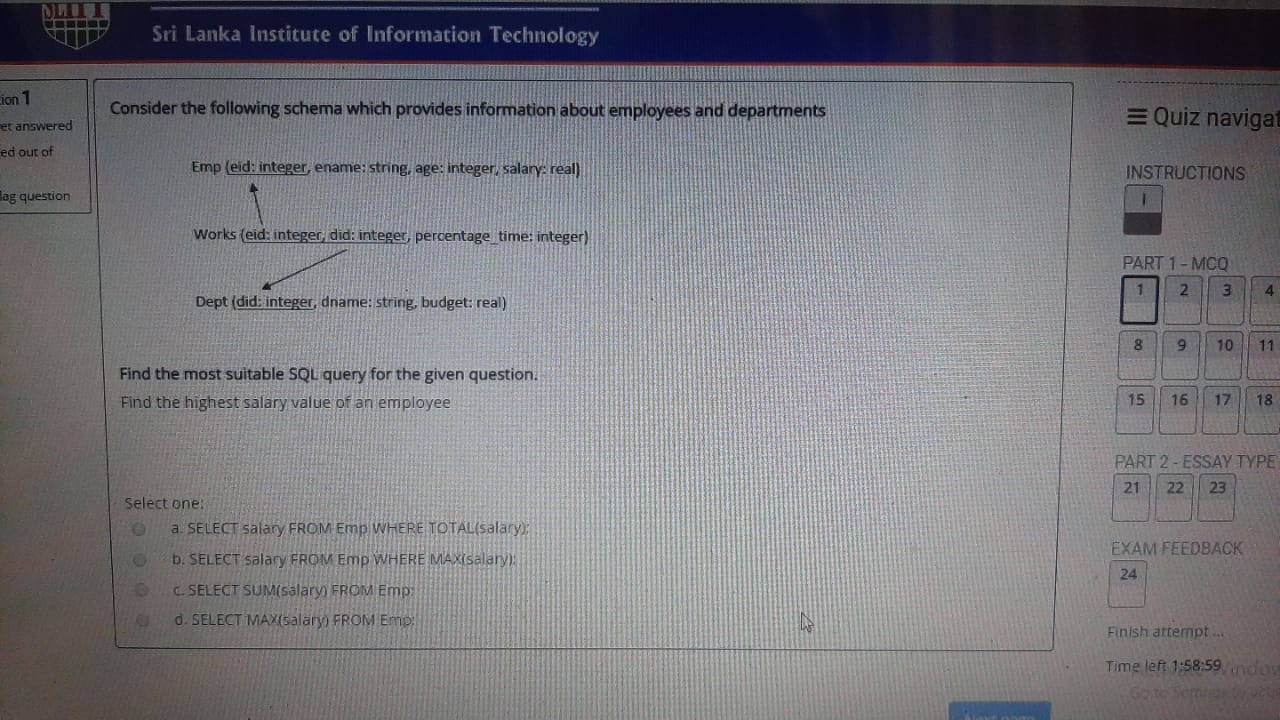 SLIIT
Sri Lanka Institute of Information Technology
ion 1
et answered
ed out of
lag question
Consider the following schema which provides information about employees and departments
Emp (eid: integer, ename: string, age: integer, salary: real)
Works (eid: integer, did: integer, percentage_time: integer)
Dept (did: integer, dname: string, budget: real)
Find the most suitable SQL query for the given question.
Find the highest salary value of an employee
Select one:
a. SELECT salary FROM Emp WHERE TOTAL(salary);
b. SELECT salary FROM Emp WHERE MAX(salary);
c. SELECT SUM(salary) FROM Emp;
d. SELECT MAX(salary) FROM Emp;
Quiz navigat
INSTRUCTIONS
I
PART 1 - MCQ
1 2 3 4
8 9 10 11
15 16 17 18
PART 2 - ESSAY TYPE
21 22 23
EXAM FEEDBACK
24
Finish attempt ...
Time left 1:58:59
Next page